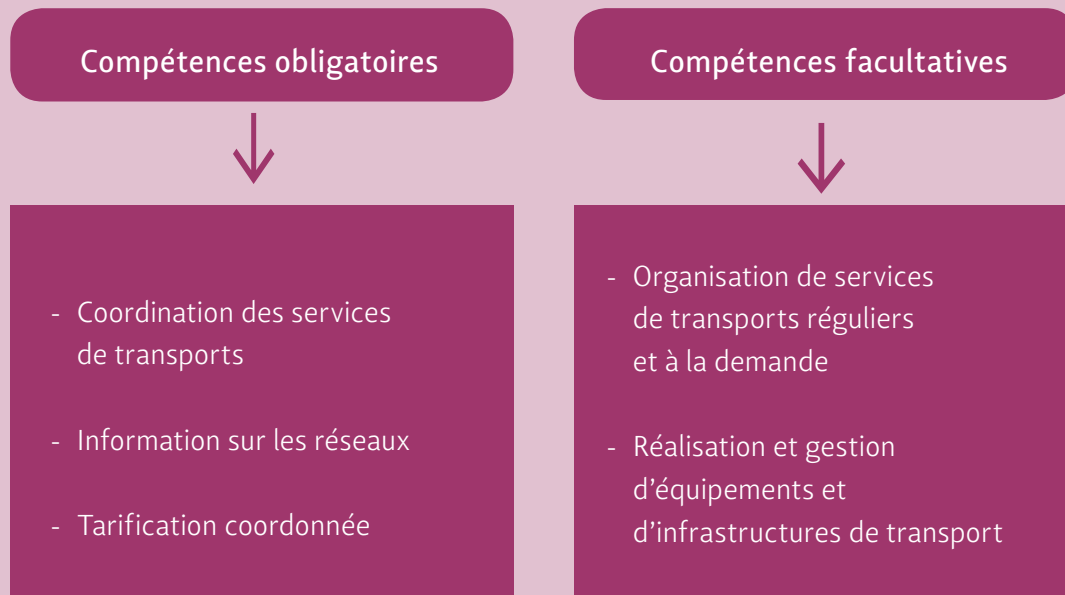 Compétences obligatoires
- Coordination des services
de transports
- Information sur les réseaux
- Tarification coordonnée
Compétences facultatives
- Organisation de services
de transports réguliers
et à la demande
- Réalisation et gestion
d’équipements et
d’infrastructures de transport